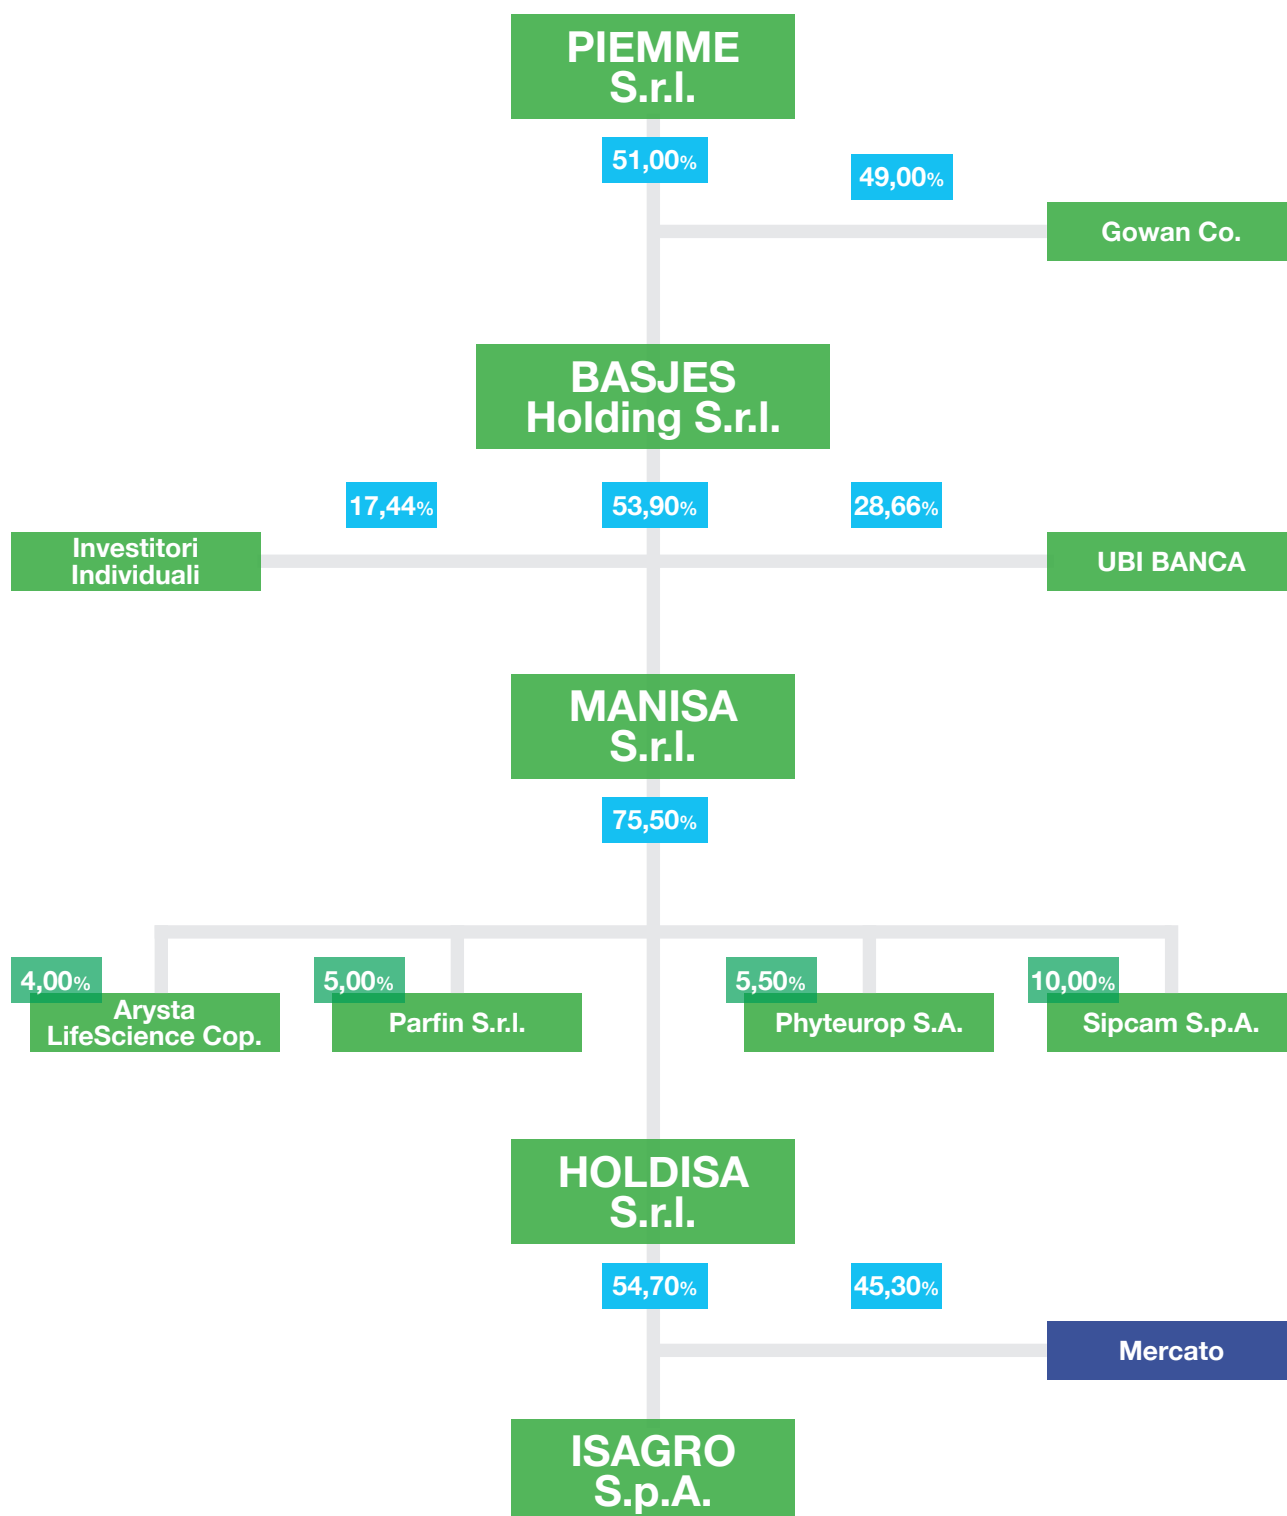 PIEMME
S.r.l.
51,00%
49,00%
Gowan Co.
BASJES
Holding S.r.l.
17,44%
53,90%
28,66%
Investitori
Individuali
UBI BANCA
MANISA
S.r.l.
75,50%
4,00%
5,00%
5,50%
10,00%
Arysta
LifeScience Cop.
Parfin S.r.l.
Phyteurop S.A.
Sipcam S.p.A.
HOLDISA
S.r.l.
54,70%
45,30%
Mercato
ISAGRO
S.p.A.